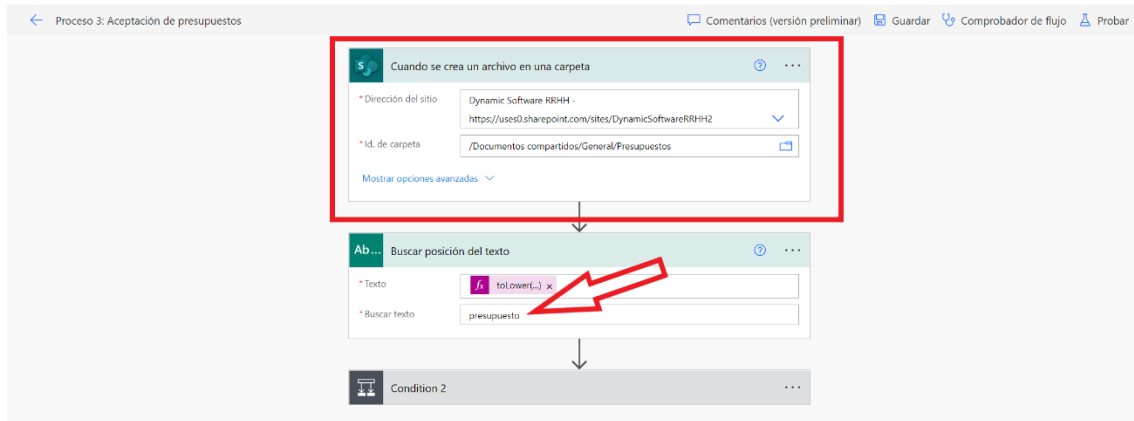 Proceso 3: Aceptación de presupuestos
Comentarios (versión preliminar)
Guardar
Comprobador de flujo
Probar
S
Cuando se crea un archivo en una carpeta
* Dirección del sitio
Dynamic Software RRHH -
https://uses0.sharepoint.com/sites/DynamicSoftwareRRHH2
* Id. de carpeta
/Documentos compartidos/General/Presupuestos
Mostrar opciones avanzadas
Ab...
Buscar posición del texto
* Texto
fx toLower(...) x
* Buscar texto
presupuesto
Condition 2